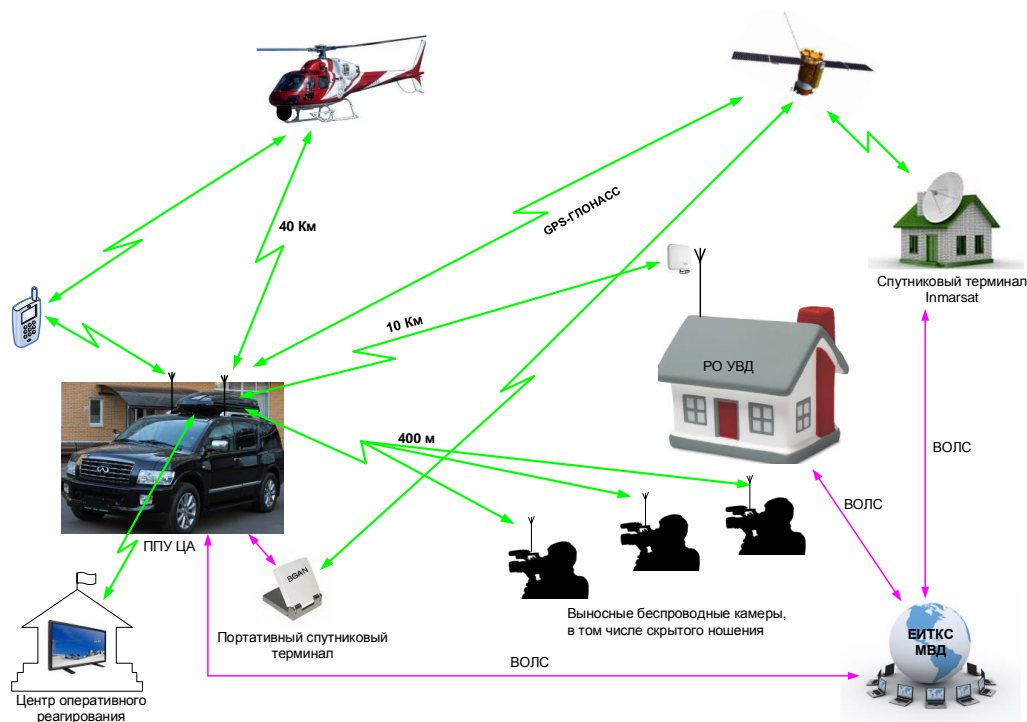 40 Км
GPS-ГЛОНАСС
Спутниковый терминал
Inmarsat
10 Км
РО УВД
400 м
ВОЛС
ВОЛС
ППУ ЦА
BGAN
Портативный спутниковый
терминал
Выносные беспроводные камеры,
в том числе скрытого ношения
ЕИТКС
МВД
ВОЛС
Центр оперативного
реагирования